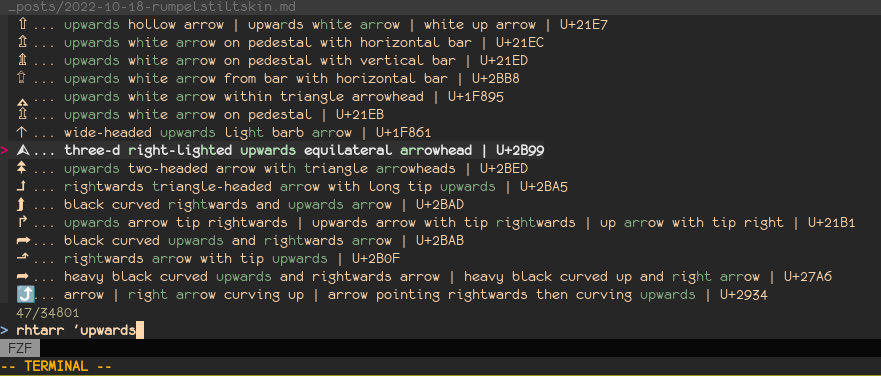 _posts/2022-10-18-rumpelstiltskin.md
⇧... upwards hollow arrow | upwards white arrow | white up arrow | U+21E7
⇬... upwards white arrow on pedestal with horizontal bar | U+21EC
⇭... upwards white arrow on pedestal with vertical bar | U+21ED
⮸... upwards white arrow from bar with horizontal bar | U+2BB8
🢕... upwards white arrow within triangle arrowhead | U+1F895
⇫... upwards white arrow on pedestal | U+21EB
🡡... wide-headed upwards light barb arrow | U+1F861
> ⮙... three-d right-lighted upwards equilateral arrowhead | U+2B99
⯭... upwards two-headed arrow with triangle arrowheads | U+2BED
⮥... rightwards triangle-headed arrow with long tip upwards | U+2BA5
⮭... black curved rightwards and upwards arrow | U+2BAD
↱... upwards arrow tip rightwards | upwards arrow with tip rightwards | up arrow with tip right | U+21B1
⮫... black curved upwards and rightwards arrow | U+2BAB
⬏... rightwards arrow with tip upwards | U+2B0F
➦... heavy black curved upwards and rightwards arrow | heavy black curved up and right arrow | U+27A6
⤴️... arrow | right arrow curving up | arrow pointing rightwards then curving upwards | U+2934
47/34801
> rhtarr 'upwards
FZF
-- TERMINAL --